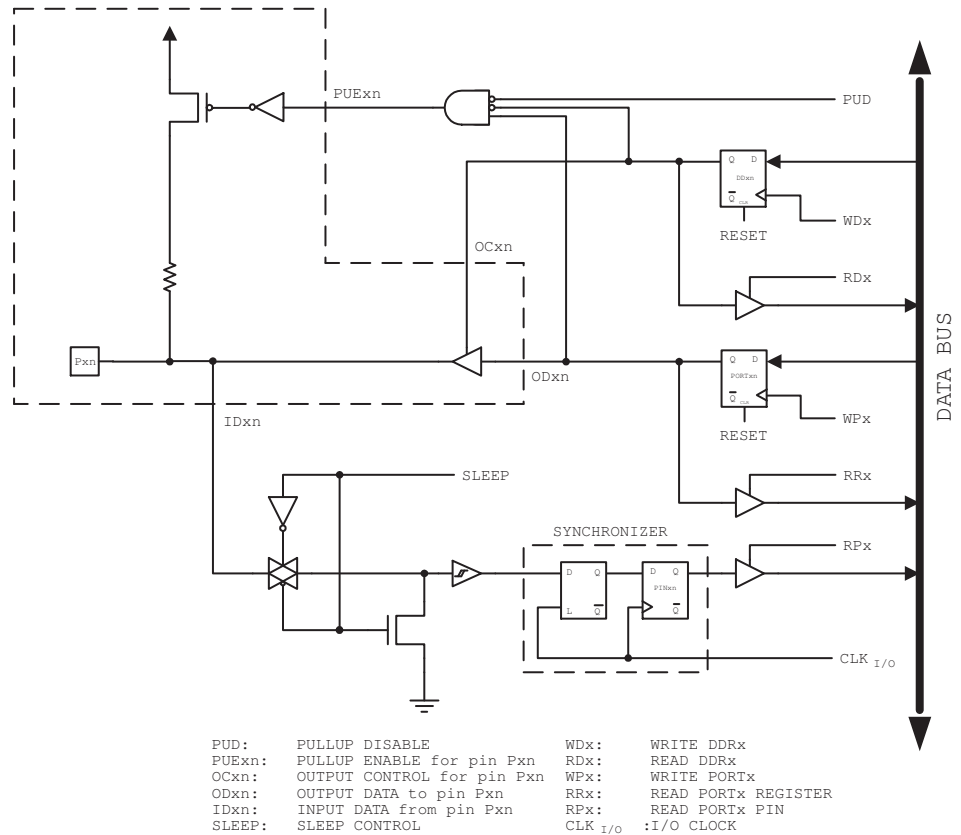 PUExn
PUD
Q D
DDxn
Q CLK
WDx
RESET
OCxn
RDx
Pxn
ODxn
Q D
PORTxn
Q CLK
WPx
RESET
IDxn
DATA BUS
SLEEP
RRx
SYNCHRONIZER
RPx
D Q
L Q
D Q
PINxn
Q
CLK I/O
PUD: PULLUP DISABLE
PUExn: PULLUP ENABLE for pin Pxn
OCxn: OUTPUT CONTROL for pin Pxn
ODxn: OUTPUT DATA to pin Pxn
IDxn: INPUT DATA from pin Pxn
SLEEP: SLEEP CONTROL
WDx: WRITE DDRx
RDx: READ DDRx
WPx: WRITE PORTx
RRx: READ PORTx REGISTER
RPx: READ PORTx PIN
CLK I/O :I/O CLOCK